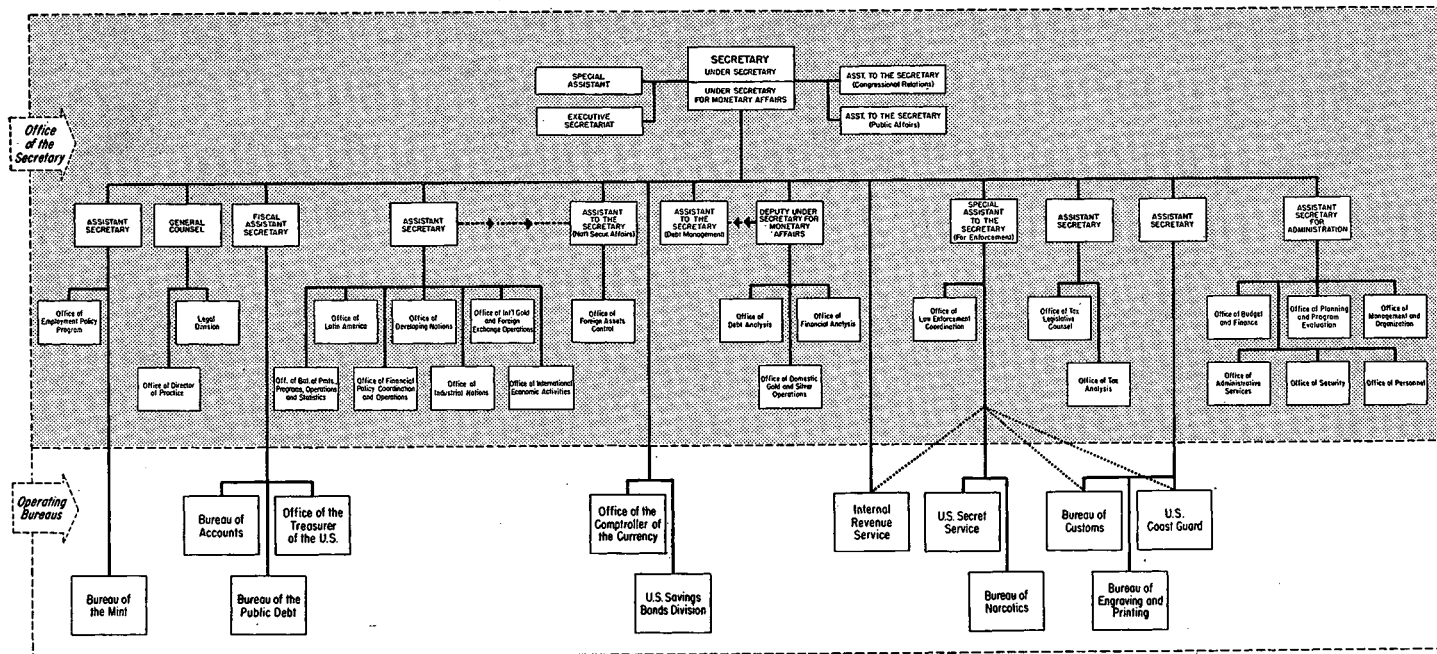 SECRETARY
UNDER SECRETARY
UNDER SECRETARY
FOR MONETARY AFFAIRS
SPECIAL
ASSISTANT
EXECUTIVE
SECRETARIAT
ASST. TO THE SECRETARY
(Congressional Relations)
ASST. TO THE SECRETARY
(Public Affairs)
Office
of the
Secretary
ASSISTANT
SECRETARY
GENERAL
COUNSEL
FISCAL
ASSISTANT
SECRETARY
ASSISTANT
SECRETARY
ASSISTANT
TO THE
SECRETARY
(Nat'l Secur. Affairs)
ASSISTANT
TO THE
SECRETARY
(Debt Management)
DEPUTY UNDER
SECRETARY FOR
MONETARY
AFFAIRS
SPECIAL
ASSISTANT
TO THE
SECRETARY
(For Enforcement)
ASSISTANT
SECRETARY
ASSISTANT
SECRETARY
ASSISTANT
SECRETARY
FOR
ADMINISTRATION
Office of
Employment Policy
Program
Legal
Division
Office of Director
of Practice
Office of
Latin America
Office of
Developing Nations
Office of Int'l Gold
and Foreign
Exchange Operations
Off. of Bal. of Pmts.,
Programs, Operations
and Statistics
Office of Financial
Policy Coordination
and Operations
Office of
Industrial Nations
Office of International
Economic Activities
Office of
Foreign Assets
Control
Office of
Debt Analysis
Office of
Financial Analysis
Office of Domestic
Gold and Silver
Operations
Office of
Law Enforcement
Coordination
Office of Tax
Legislative
Counsel
Office of Tax
Analysis
Office of Budget
and Finance
Office of Planning
and Program
Evaluation
Office of
Management and
Organization
Office of
Administrative
Services
Office of Security
Office of Personnel
Operating
Bureaus
Bureau of
the Mint
Bureau of
Accounts
Office of the
Treasurer
of the U.S.
Bureau of the
Public Debt
Office of the
Comptroller of
the Currency
U.S. Savings
Bonds Division
Internal
Revenue
Service
U.S. Secret
Service
Bureau of
Narcotics
Bureau of
Customs
U.S.
Coast Guard
Bureau of
Engraving and
Printing